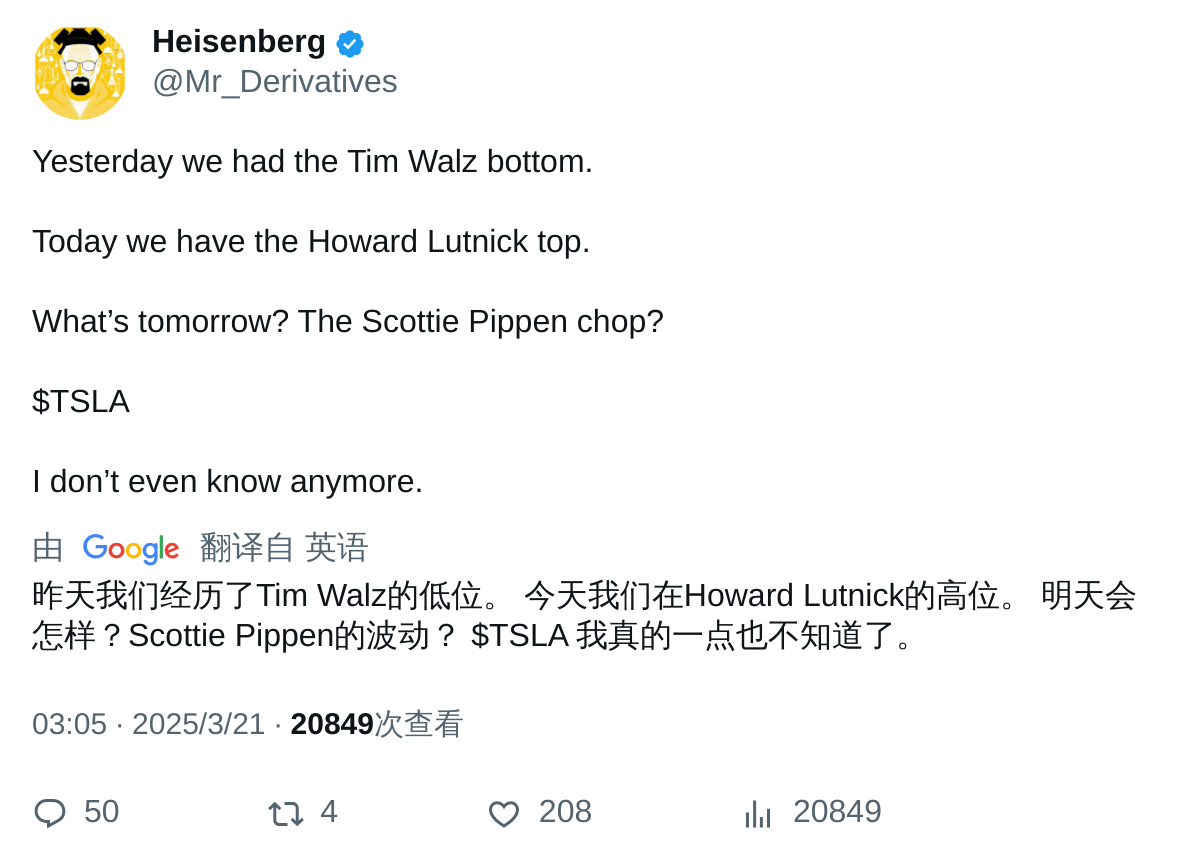 Heisenberg
@Mr_Derivatives
Yesterday we had the Tim Walz bottom.
Today we have the Howard Lutnick top.
What’s tomorrow? The Scottie Pippen chop?
$TSLA
I don’t even know anymore.
由 Google 翻译自 英语
昨天我们经历了Tim Walz的低位。 今天我们在Howard Lutnick的高位。 明天会
怎样？Scottie Pippen的波动？ $TSLA 我真的一点也不知道了。
03:05 · 2025/3/21 · 20849次查看
50 4 208 20849